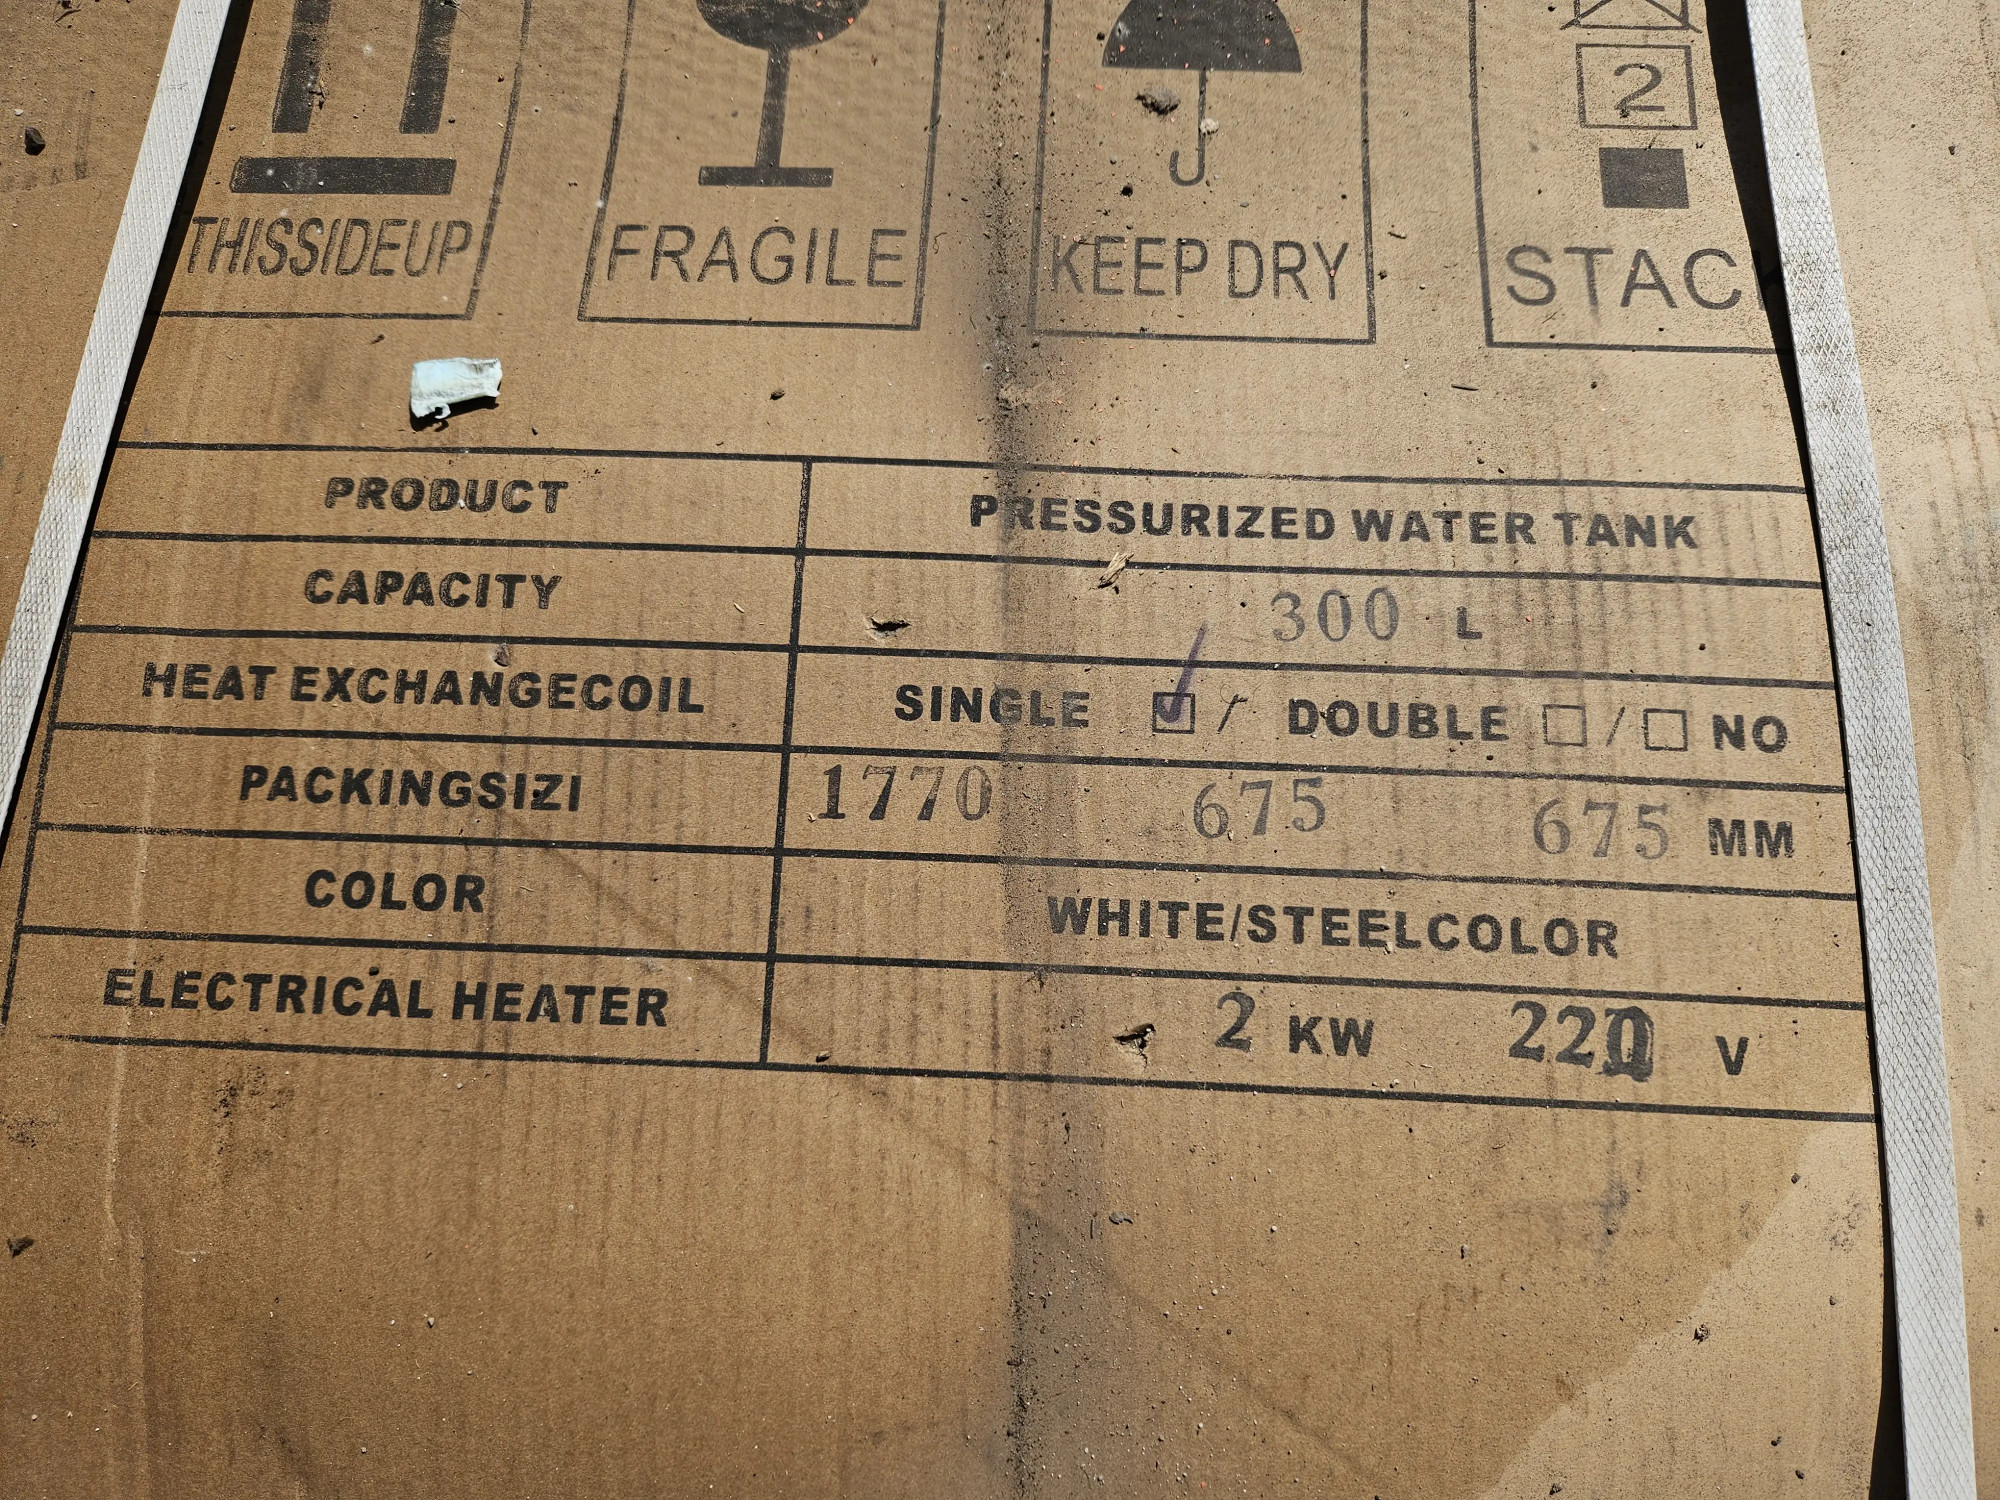 2
THISSIDEUP
FRAGILE
KEEP DRY
STAC
PRODUCT PRESSURIZED WATER TANK
CAPACITY 300 L
HEAT EXCHANGECOIL SINGLE ☑ / DOUBLE ☐ / ☐ NO
PACKINGSIZI 1770 675 675 MM
COLOR WHITE/STEELCOLOR
ELECTRICAL HEATER 2 KW 220 V